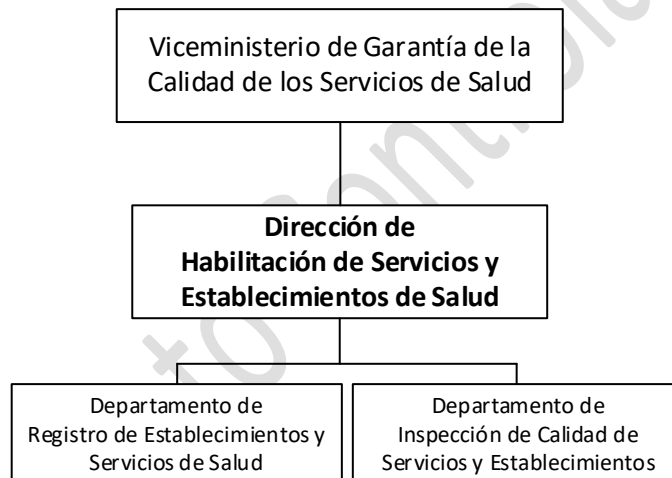 Viceministerio de Garantía de la
Calidad de los Servicios de Salud
Dirección de
Habilitación de Servicios y
Establecimientos de Salud
Departamento de
Registro de Establecimientos y
Servicios de Salud
Departamento de
Inspección de Calidad de
Servicios y Establecimientos